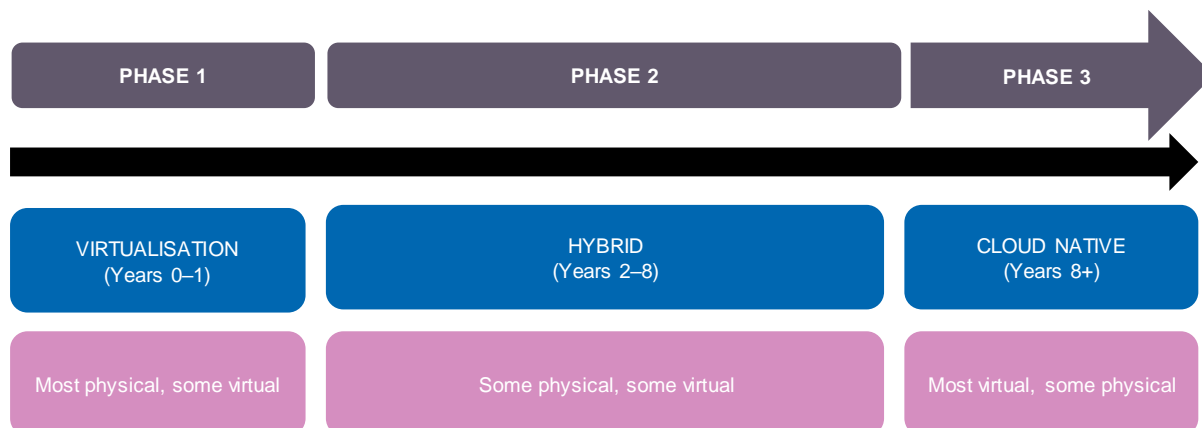 PHASE 1
PHASE 2
PHASE 3
VIRTUALISATION
(Years 0–1)
HYBRID
(Years 2–8)
CLOUD NATIVE
(Years 8+)
Most physical, some virtual
Some physical, some virtual
Most virtual, some physical